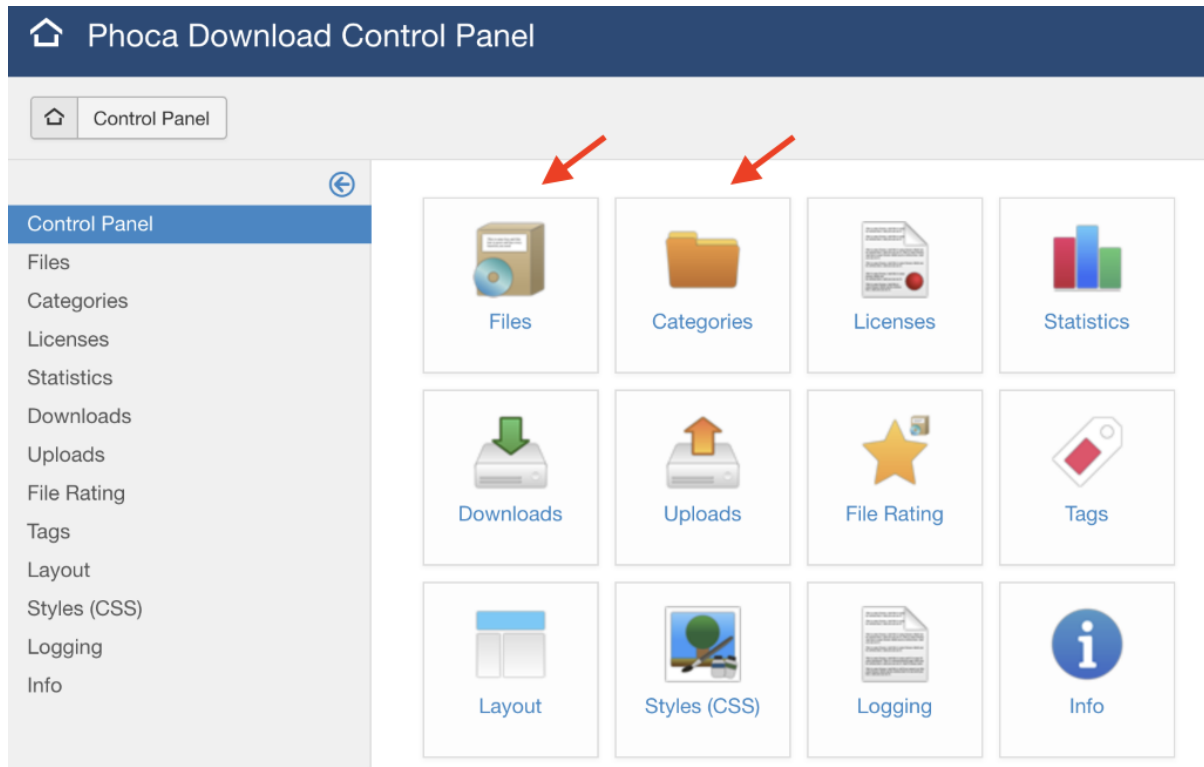 Phoca Download Control Panel
Control Panel
Control Panel
Files
Categories
Licenses
Statistics
Downloads
Uploads
File Rating
Tags
Layout
Styles (CSS)
Logging
Info
Files
Categories
Licenses
Statistics
Downloads
Uploads
File Rating
Tags
Layout
Styles (CSS)
Logging
Info